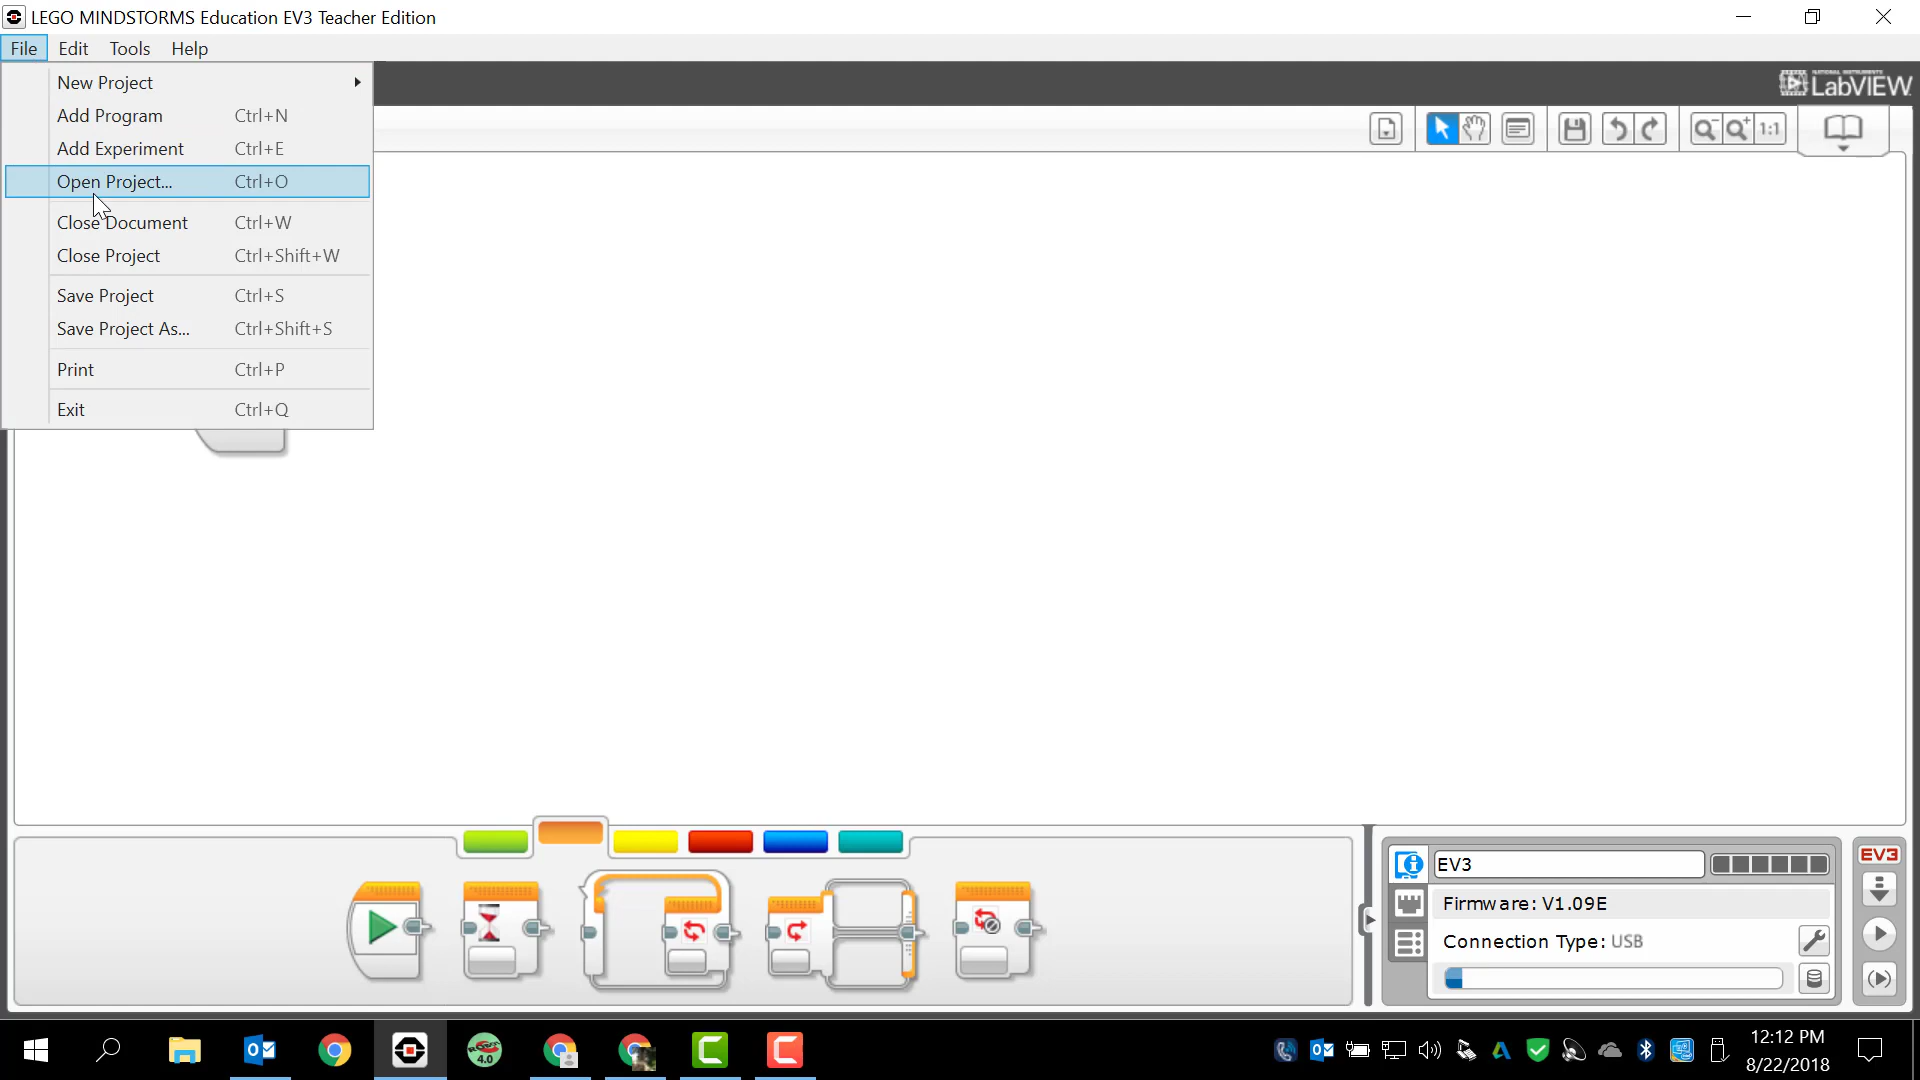 LEGO MINDSTORMS Education EV3 Teacher Edition
File Edit Tools Help
New Project
Add Program Ctrl+N
Add Experiment Ctrl+E
Open Project... Ctrl+O
Close Document Ctrl+W
Close Project Ctrl+Shift+W
Save Project Ctrl+S
Save Project As... Ctrl+Shift+S
Print Ctrl+P
Exit Ctrl+Q
NATIONAL INSTRUMENTS
LabVIEW
1:1
EV3
EV3
Firmware: V1.09E
Connection Type: USB
4.0
12:12 PM
8/22/2018